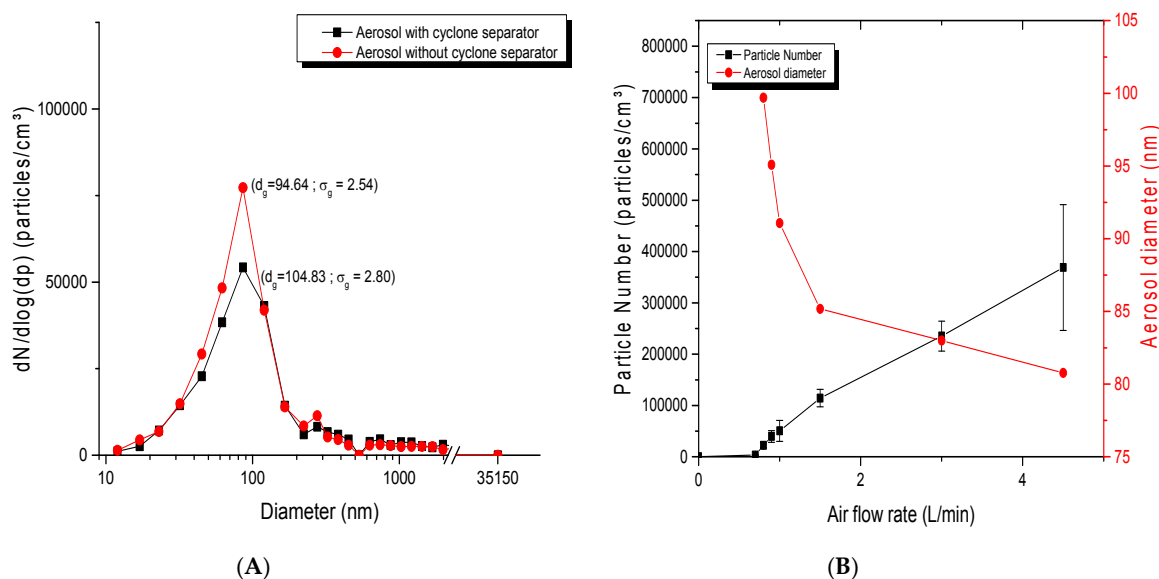 Aerosol with cyclone separator
Aerosol without cyclone separator
dN/dlog(dp) (particles/cm³)
100000
50000
0
(dg=94.64 ; σg = 2.54)
(dg=104.83 ; σg = 2.80)
10
100
1000
35150
Diameter (nm)
(A)
Particle Number
Aerosol diameter
Particle Number (particles/cm³)
800000
700000
600000
500000
400000
300000
200000
100000
0
0
2
4
Air flow rate (L/min)
105
100
95
90
85
80
75
Aerosol diameter (nm)
(B)